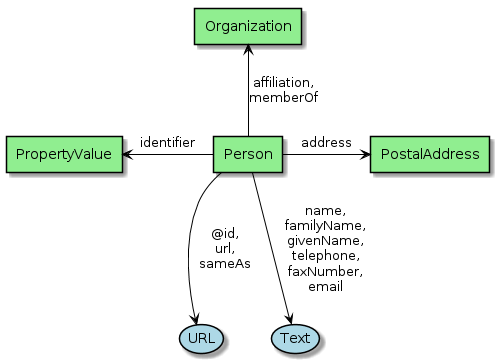 Organization
affiliation,
memberOf
PropertyValue
identifier
Person
address
PostalAddress
@id,
url,
sameAs
name,
familyName,
givenName,
telephone,
faxNumber,
email
URL
Text